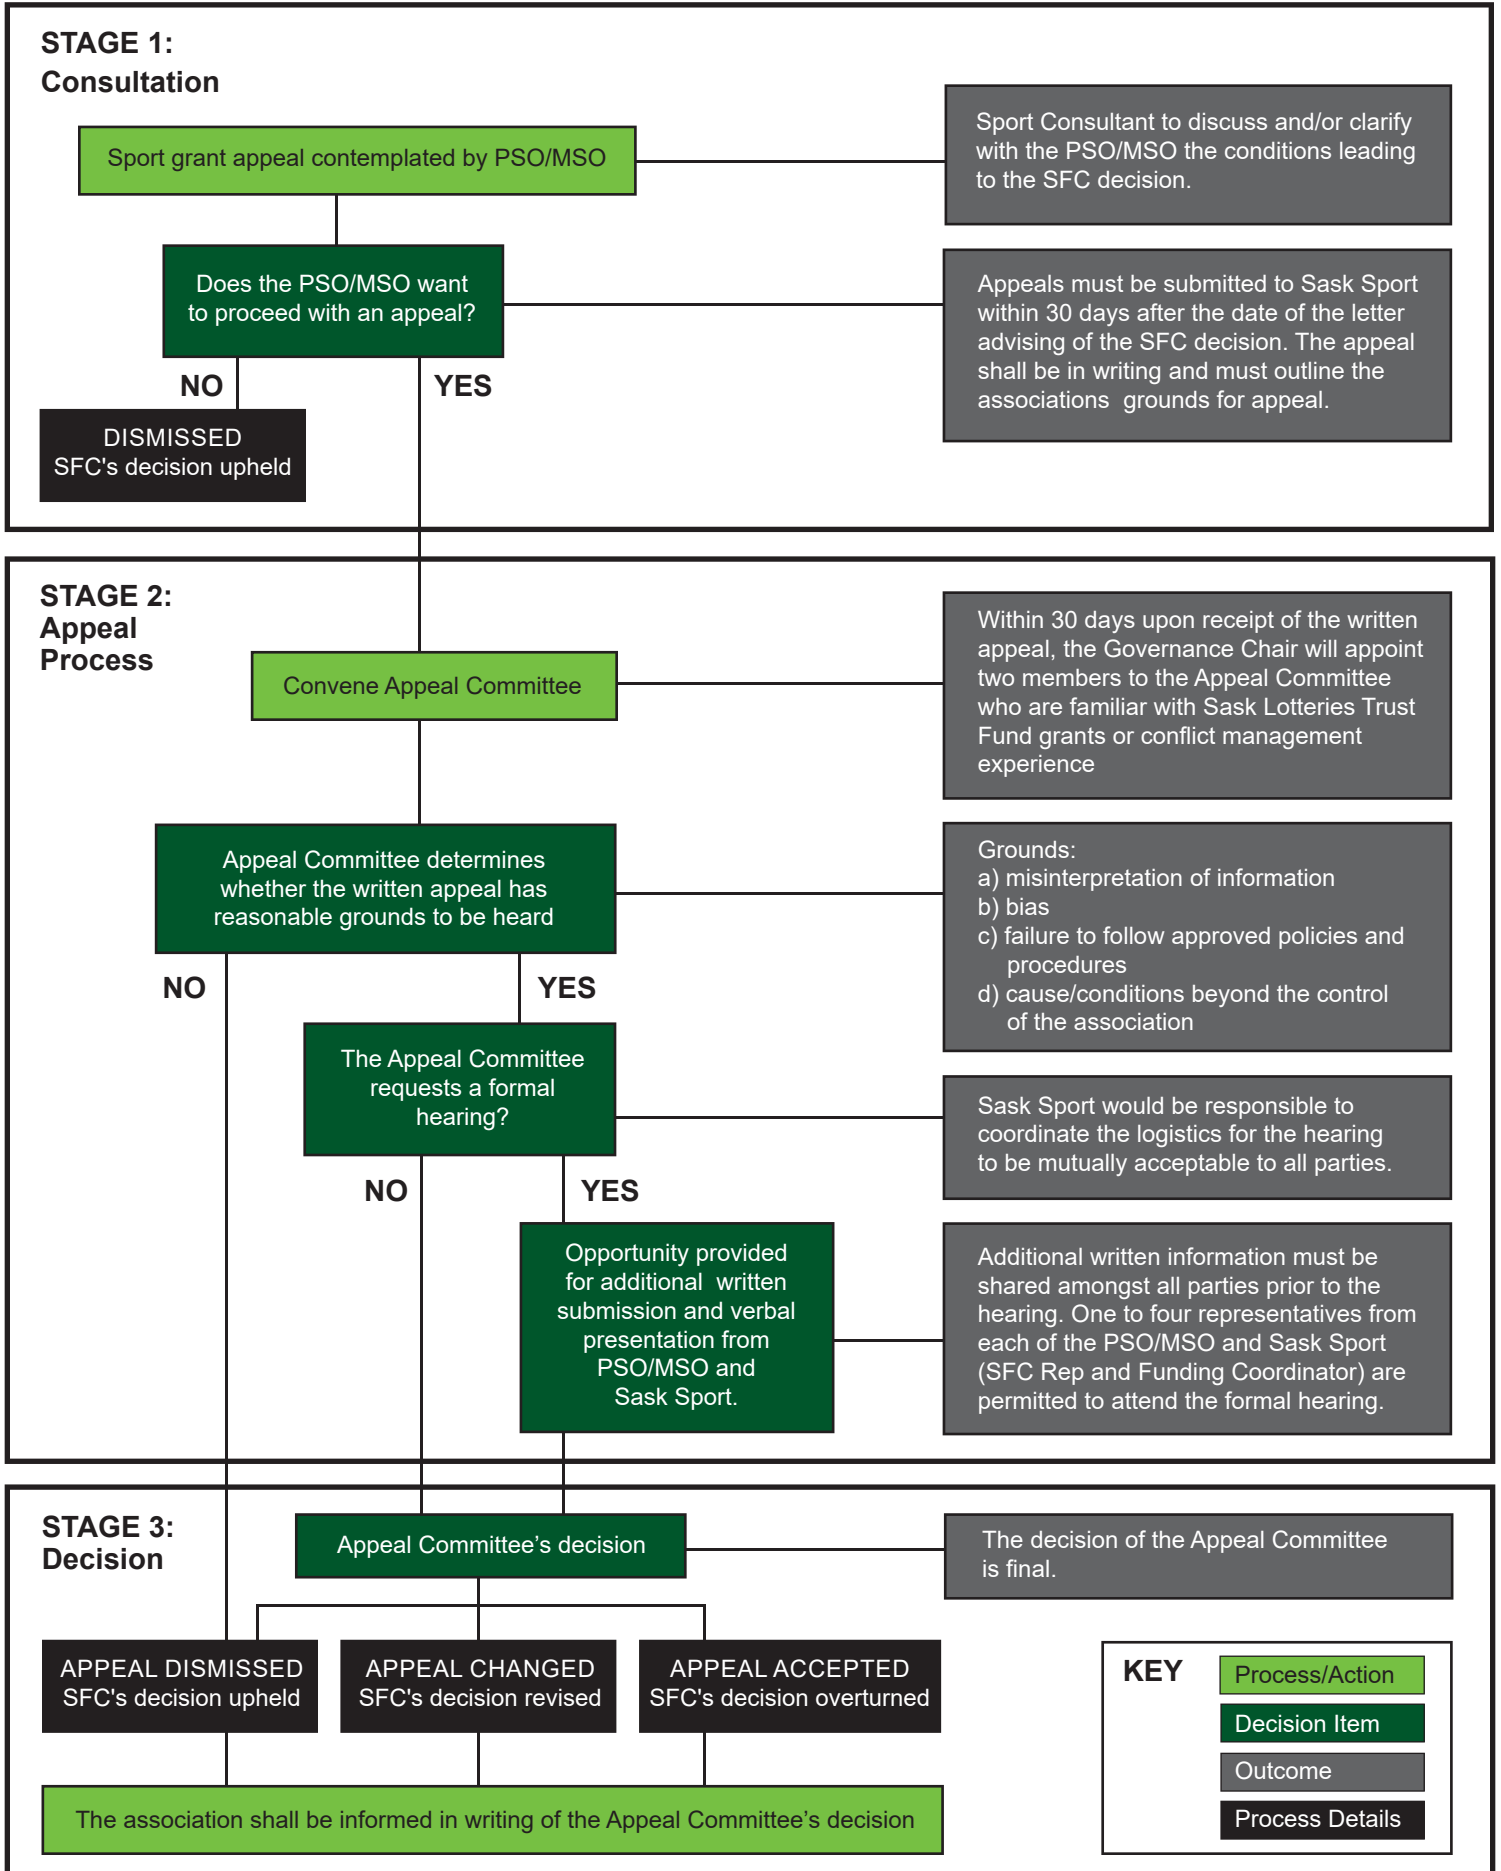 STAGE 1:
Consultation
Sport grant appeal contemplated by PSO/MSO
Sport Consultant to discuss and/or clarify
with the PSO/MSO the conditions leading
to the SFC decision.
Does the PSO/MSO want
to proceed with an appeal?
Appeals must be submitted to Sask Sport
within 30 days after the date of the letter
advising of the SFC decision. The appeal
shall be in writing and must outline the
associations  grounds for appeal.
NO
YES
DISMISSED
SFC's decision upheld
STAGE 2:
Appeal
Process
Convene Appeal Committee
Within 30 days upon receipt of the written
appeal, the Governance Chair will appoint
two members to the Appeal Committee
who are familiar with Sask Lotteries Trust
Fund grants or conflict management
experience
Appeal Committee determines
whether the written appeal has
reasonable grounds to be heard
Grounds:
a) misinterpretation of information
b) bias
c) failure to follow approved policies and
procedures
d) cause/conditions beyond the control
of the association
NO
YES
The Appeal Committee
requests a formal
hearing?
Sask Sport would be responsible to
coordinate the logistics for the hearing
to be mutually acceptable to all parties.
NO
YES
Opportunity provided
for additional  written
submission and verbal
presentation from
PSO/MSO and
Sask Sport.
Additional written information must be
shared amongst all parties prior to the
hearing. One to four representatives from
each of the PSO/MSO and Sask Sport
(SFC Rep and Funding Coordinator) are
permitted to attend the formal hearing.
STAGE 3:
Decision
Appeal Committee’s decision
The decision of the Appeal Committee
is final.
APPEAL DISMISSED
SFC's decision upheld
APPEAL CHANGED
SFC's decision revised
APPEAL ACCEPTED
SFC's decision overturned
The association shall be informed in writing of the Appeal Committee’s decision
KEY
Process/Action
Decision Item
Outcome
Process Details